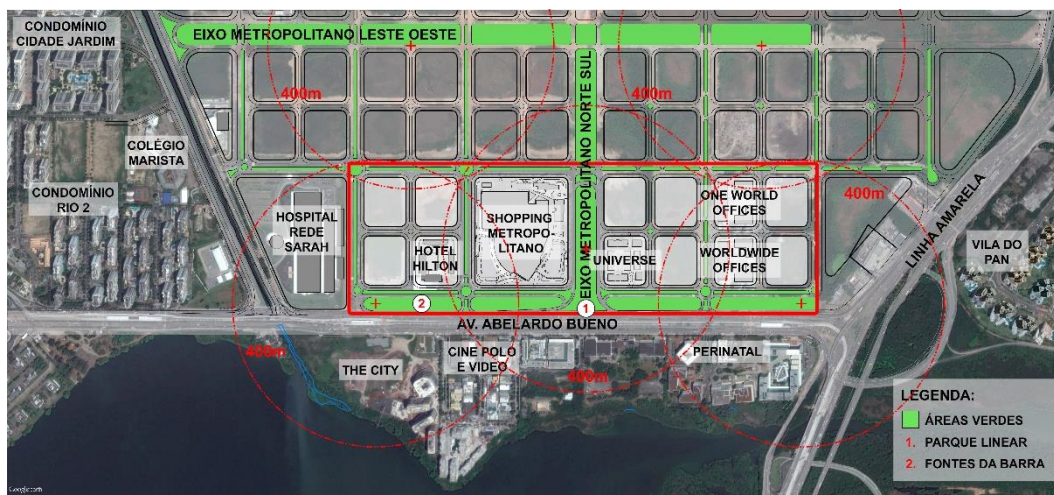 CONDOMÍNIO
CIDADE JARDIM
EIXO METROPOLITANO LESTE OESTE
400m
400m
EIXO METROPOLITANO NORTE SUL
COLÉGIO
MARISTA
CONDOMÍNIO
RIO 2
HOSPITAL
REDE
SARAH
SHOPPING
METROPO-
LITANO
HOTEL
HILTON
UNIVERSE
ONE WORLD
OFFICES
WORLDWIDE
OFFICES
400m
LINHA AMARELA
VILA DO
PAN
2
1
AV. ABELARDO BUENO
400m
THE CITY
CINE POLO
E VIDEO
400m
PERINATAL
LEGENDA:
ÁREAS VERDES
1. PARQUE LINEAR
2. FONTES DA BARRA
Google earth